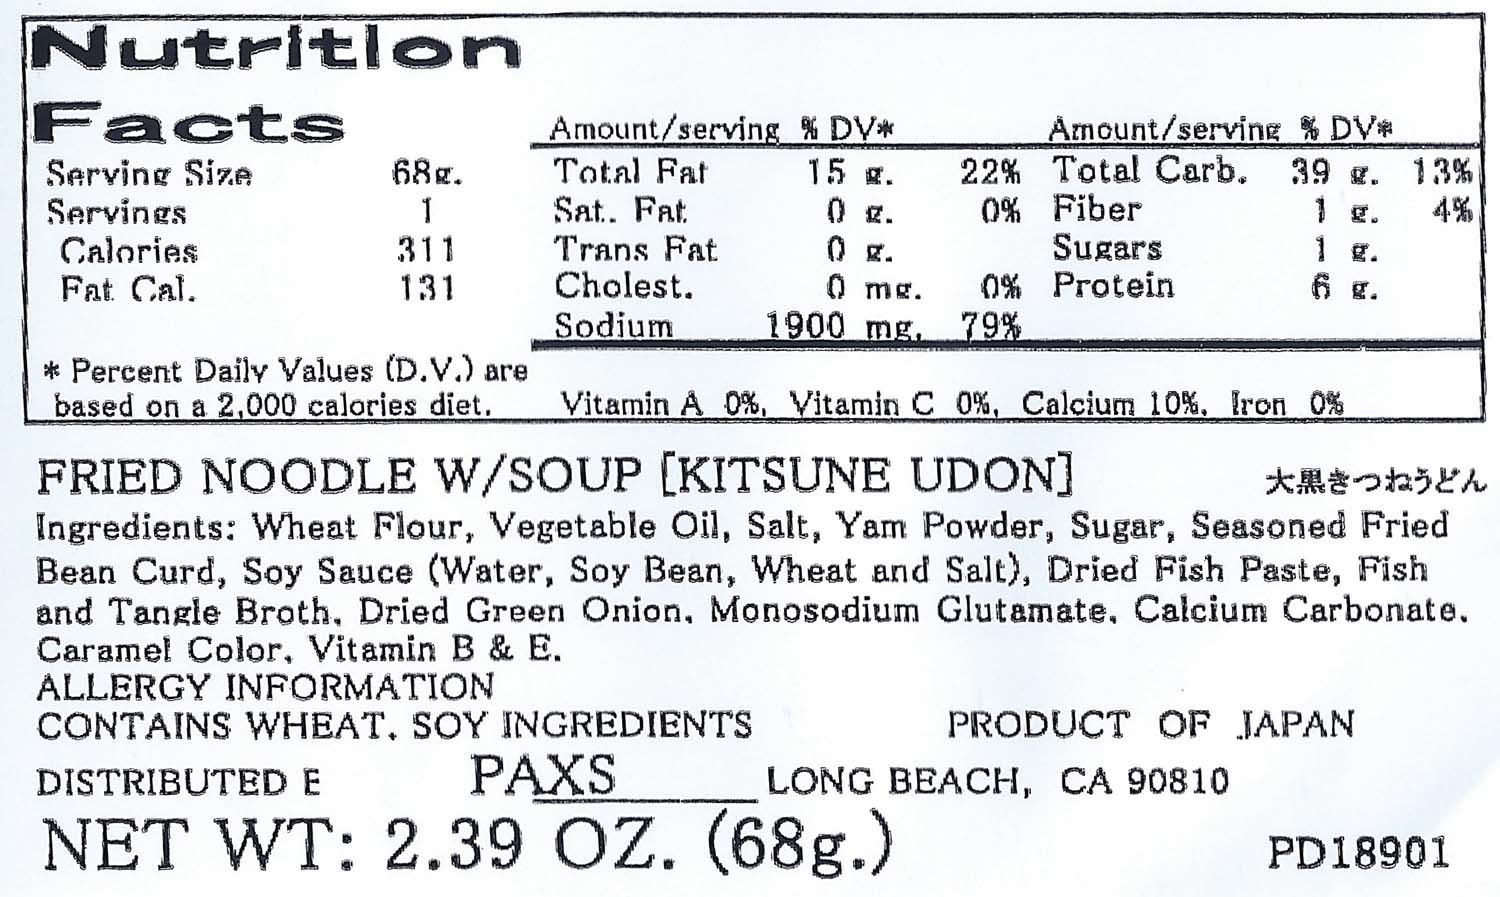 Nutrition
Facts
Amount/serving % DV* Amount/serving % DV*
Serving Size 68g. Total Fat 15 g. 22% Total Carb. 39 g. 13%
Servings 1 Sat. Fat 0 g. 0% Fiber 1 g. 4%
Calories 311 Trans Fat 0 g. Sugars 1 g.
Fat Cal. 131 Cholest. 0 mg. 0% Protein 6 g.
Sodium 1900 mg. 79%
* Percent Daily Values (D.V.) are
based on a 2,000 calories diet. Vitamin A 0%, Vitamin C 0%, Calcium 10%, Iron 0%
FRIED NOODLE W/SOUP [KITSUNE UDON] 大黒きつねうどん
Ingredients: Wheat Flour, Vegetable Oil, Salt, Yam Powder, Sugar, Seasoned Fried
Bean Curd, Soy Sauce (Water, Soy Bean, Wheat and Salt), Dried Fish Paste, Fish
and Tangle Broth, Dried Green Onion, Monosodium Glutamate, Calcium Carbonate,
Caramel Color, Vitamin B & E.
ALLERGY INFORMATION
CONTAINS WHEAT, SOY INGREDIENTS PRODUCT OF JAPAN
DISTRIBUTED E PAXS LONG BEACH, CA 90810
NET WT: 2.39 OZ. (68g.) PD18901